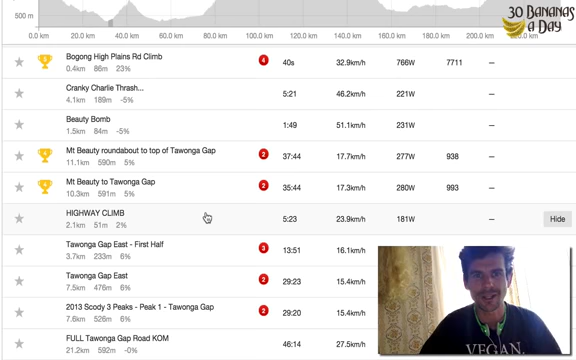 500 m
0.0 km 20.0 km 40.0 km 60.0 km 80.0 km 100.0 km 120.0 km 140.0 km 160.0 km 180.0 km 200.0 km 220.0 km
30 BANANAS
A DAY
Bogong High Plains Rd Climb 4 40s 32.9km/h 766W 7711 —
0.4km 86m 23%
Cranky Charlie Thrash... 5:21 46.2km/h 221W —
4.1km 189m -5%
Beauty Bomb 1:49 51.1km/h 231W —
1.5km 84m -5%
Mt Beauty roundabout to top of Tawonga Gap 2 37:44 17.7km/h 277W 938 —
11.1km 590m 5%
Mt Beauty to Tawonga Gap 2 35:44 17.3km/h 280W 993 —
10.3km 591m 5%
HIGHWAY CLIMB 5:23 23.9km/h 181W — Hide
2.1km 51m 2%
Tawonga Gap East - First Half 3 13:51 16.1km/h
3.7km 233m 6%
Tawonga Gap East 2 29:23 15.4km/h
7.5km 476m 6%
2013 Scody 3 Peaks - Peak 1 - Tawonga Gap 2 29:20 15.4km/h
7.6km 526m 6%
FULL Tawonga Gap Road KOM 46:14 27.5km/h
21.2km 592m -0%
VEGAN.